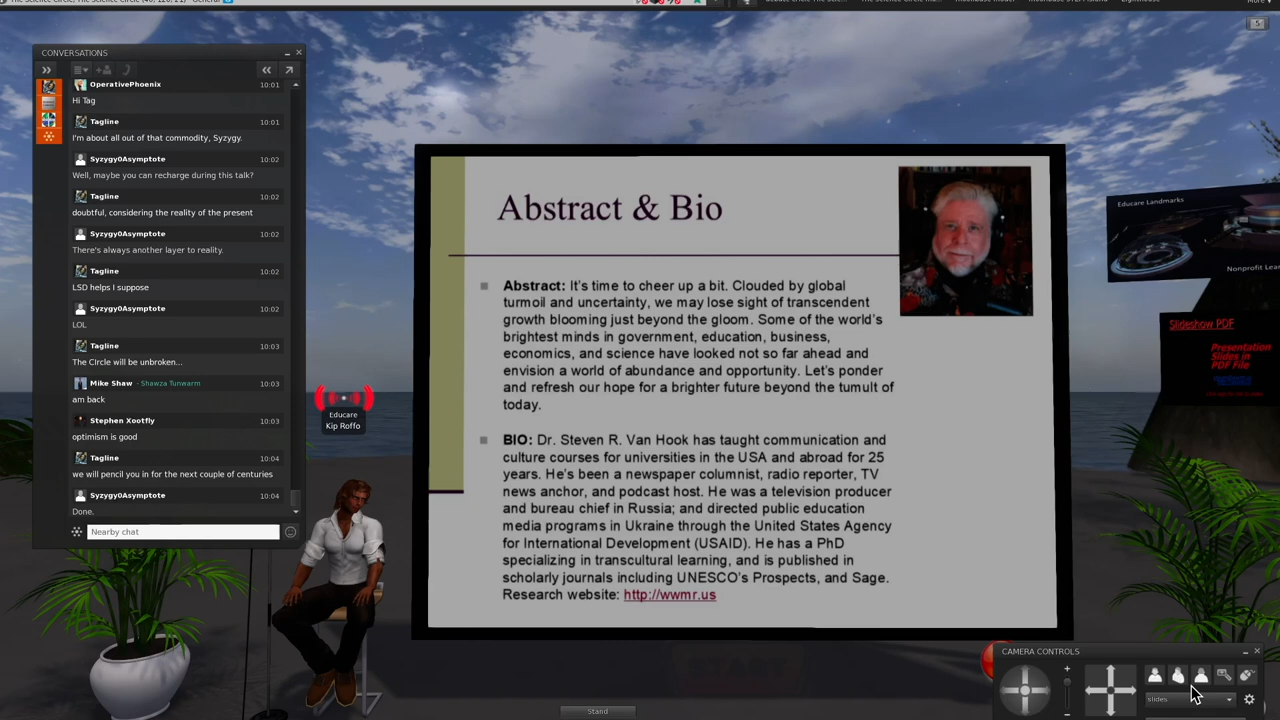 CONVERSATIONS
OperativePhoenix 10:01
Hi Tag
Tagline 10:01
I'm about all out of that commodity, Syzygy.
Syzygy0Asymptote 10:02
Well, maybe you can recharge during this talk?
Tagline 10:02
doubtful, considering the reality of the present
Syzygy0Asymptote 10:02
There's always another layer to reality.
Tagline 10:02
LSD helps I suppose
Syzygy0Asymptote 10:02
LOL
Tagline 10:03
The CIrcle will be unbroken...
Mike Shaw - Shawza Tunwarm 10:03
am back
Stephen Xootfly 10:03
optimism is good
Tagline 10:04
we will pencil you in for the next couple of centuries
Syzygy0Asymptote 10:04
Done.
Nearby chat
Educare
Kip Roffo
Abstract & Bio
Abstract: It's time to cheer up a bit. Clouded by global
turmoil and uncertainty, we may lose sight of transcendent
growth blooming just beyond the gloom. Some of the world's
brightest minds in government, education, business,
economics, and science have looked not so far ahead and
envision a world of abundance and opportunity. Let's ponder
and refresh our hope for a brighter future beyond the tumult of
today.
BIO: Dr. Steven R. Van Hook has taught communication and
culture courses for universities in the USA and abroad for 25
years. He's been a newspaper columnist, radio reporter, TV
news anchor, and podcast host. He was a television producer
and bureau chief in Russia; and directed public education
media programs in Ukraine through the United States Agency
for International Development (USAID). He has a PhD
specializing in transcultural learning, and is published in
scholarly journals including UNESCO's Prospects, and Sage.
Research website: http://wwmr.us
Educare Landmarks
Nonprofit Lear
Slideshow PDF
Presentation
Slides in
PDF File
START
CAMERA CONTROLS
slides
Stand